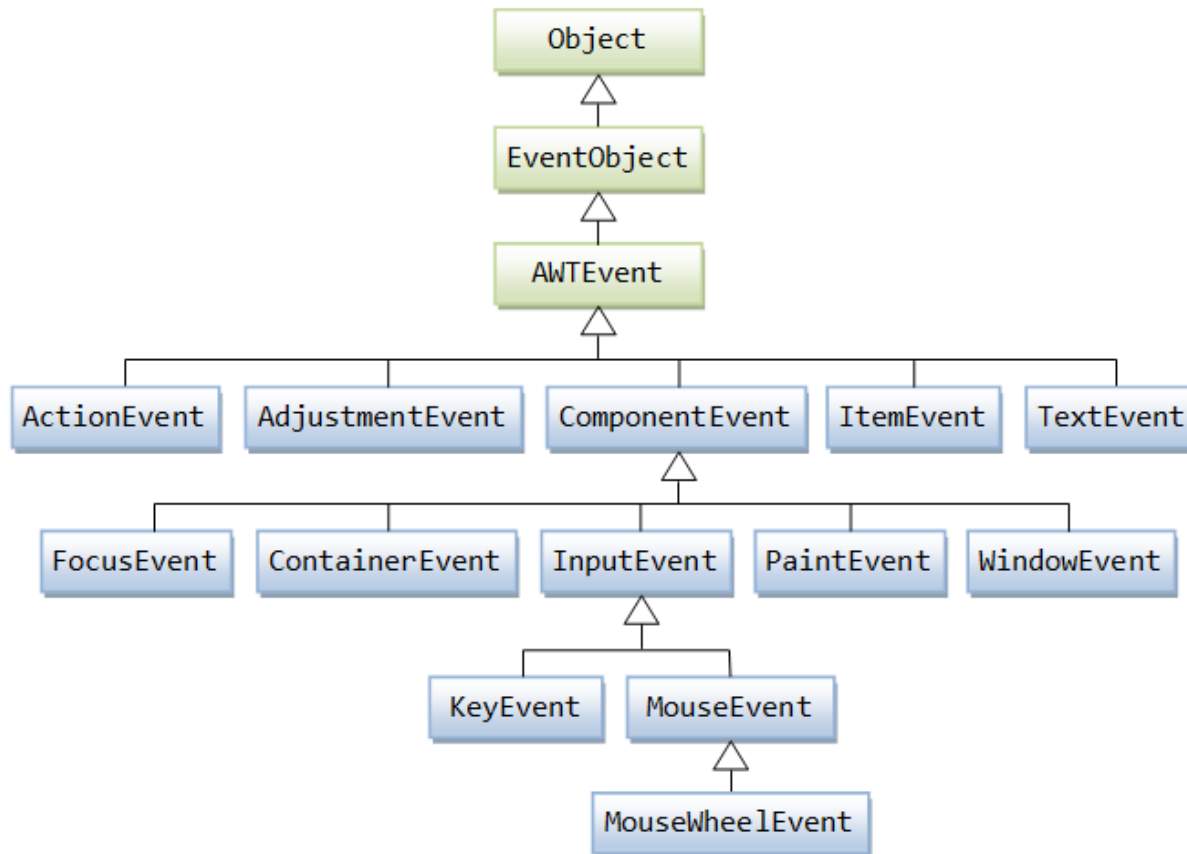 Object
EventObject
AWTEvent
ActionEvent
AdjustmentEvent
ComponentEvent
ItemEvent
TextEvent
FocusEvent
ContainerEvent
InputEvent
PaintEvent
WindowEvent
KeyEvent
MouseEvent
MouseWheelEvent